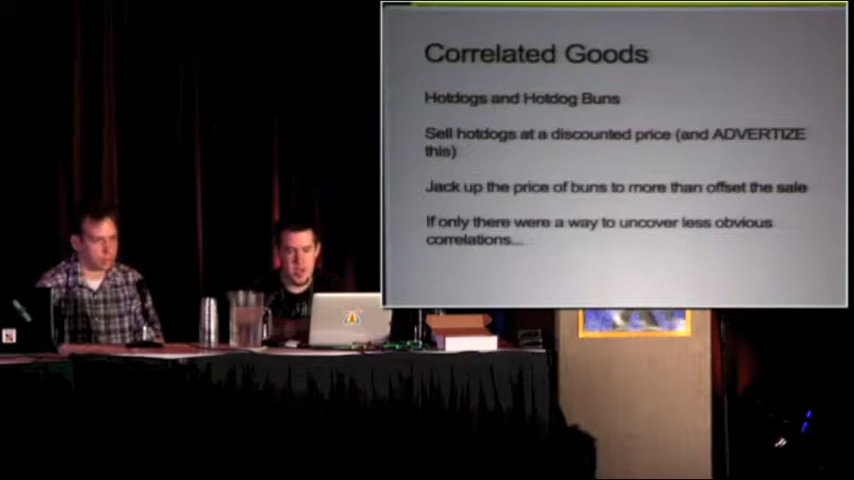 Correlated Goods
Hotdogs and Hotdog Buns
Sell hotdogs at a discounted price (and ADVERTIZE
this)
Jack up the price of buns to more than offset the sale
If only there were a way to uncover less obvious
correlations...